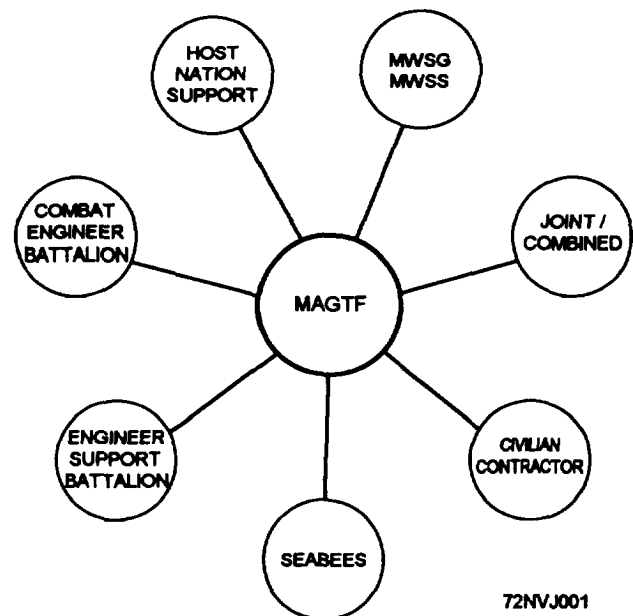 HOST
NATION
SUPPORT
MWSG
MWSS
COMBAT
ENGINEER
BATTALION
JOINT /
COMBINED
MAGTF
ENGINEER
SUPPORT
BATTALION
CIVILIAN
CONTRACTOR
SEABEES
72NVJ001